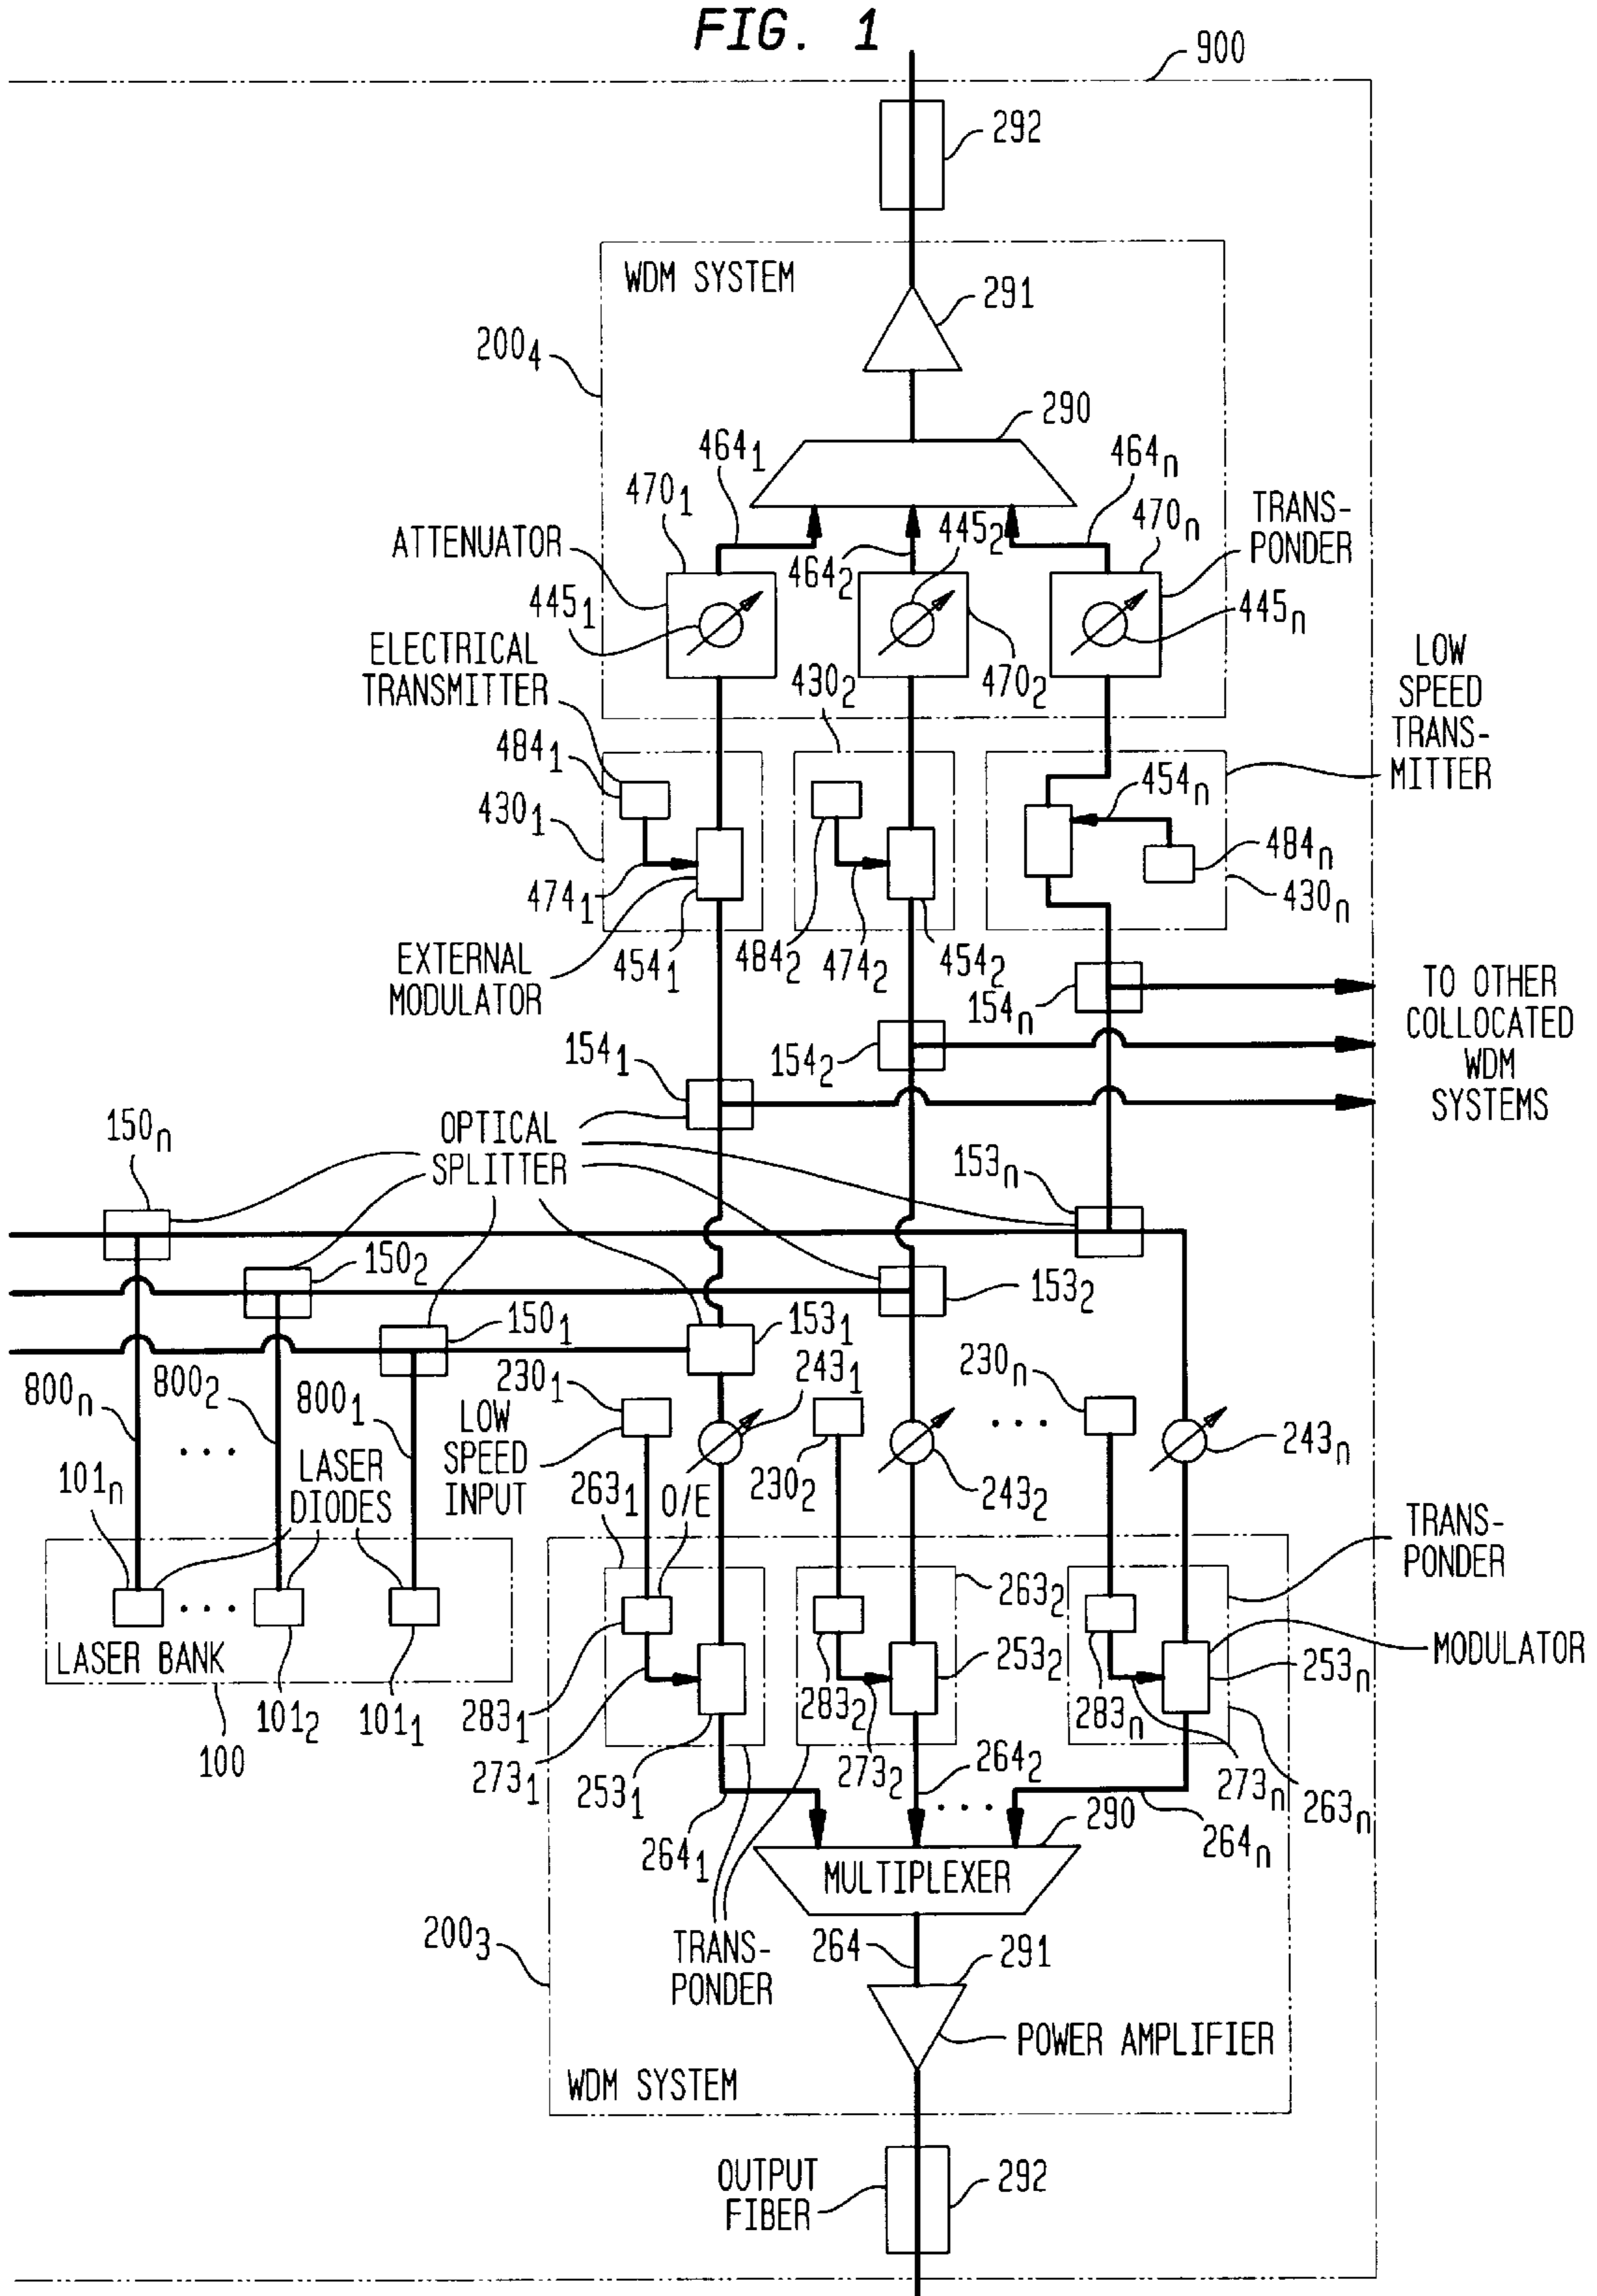 FIG. 1
900
292
WDM SYSTEM
291
200₄
290
464₁
464ₙ
470₁
470ₙ
TRANS-
PONDER
ATTENUATOR
445₂
464₂
445₁
445ₙ
ELECTRICAL
TRANSMITTER
430₂
470₂
LOW
SPEED
TRANS-
MITTER
484₁
430₁
454ₙ
484ₙ
474₁
430ₙ
EXTERNAL
MODULATOR
454₁
484₂
474₂
454₂
154ₙ
TO OTHER
COLLOCATED
WDM
SYSTEMS
154₁
154₂
150ₙ
OPTICAL
SPLITTER
153ₙ
150₂
153₂
150₁
153₁
800ₙ
800₂
800₁
230₁
243₁
230ₙ
LOW
SPEED
INPUT
. . .
. . .
101ₙ
LASER
DIODES
263₁
O/E
230₂
243₂
243ₙ
TRANS-
PONDER
263₂
. . .
LASER BANK
MODULATOR
253₂
253ₙ
101₂
101₁
283₁
283₂
283ₙ
100
273₁
253₁
273₂
264₂
273ₙ
263ₙ
. . .
290
264₁
264ₙ
MULTIPLEXER
200₃
TRANS-
PONDER
264
291
POWER AMPLIFIER
WDM SYSTEM
OUTPUT
FIBER
292